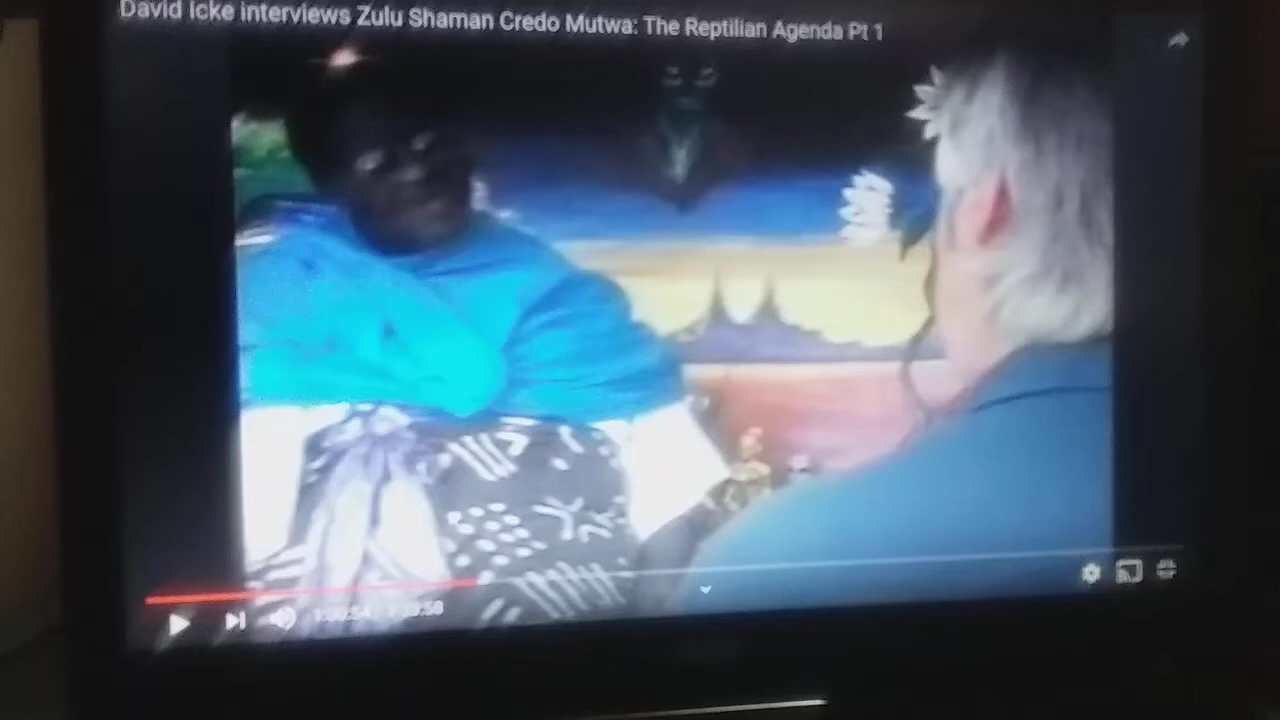 David Icke interviews Zulu Shaman Credo Mutwa: The Reptilian Agenda Pt 1